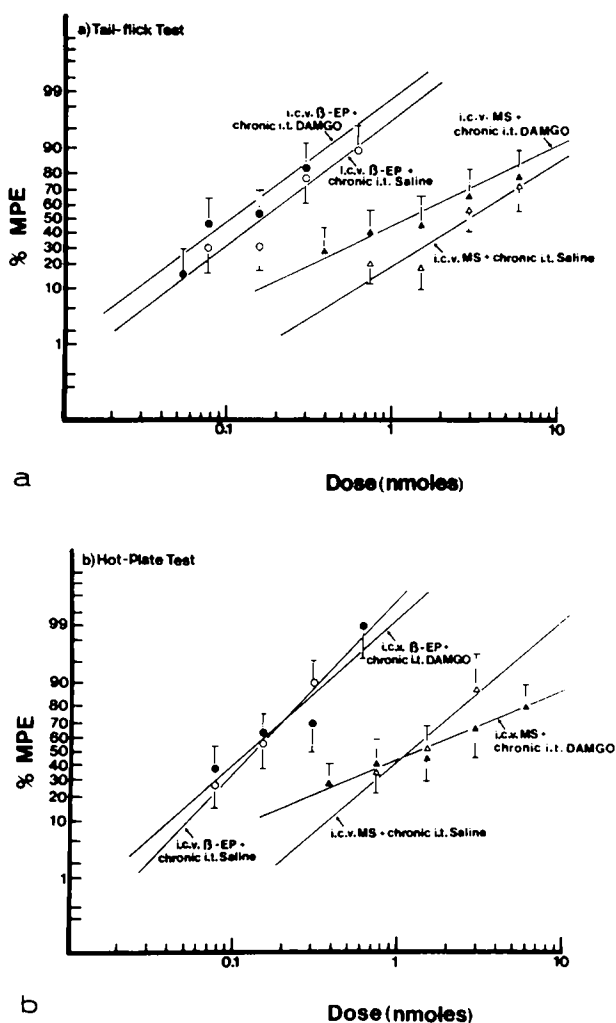 a) Tail-flick Test
99
90
80
70
60
50
40
30
20
10
1
% MPE
i.c.v. β-EP +
chronic i.t. DAMGO
i.c.v. β-EP +
chronic i.t. Saline
i.c.v. MS +
chronic i.t. DAMGO
i.c.v. MS + chronic i.t. Saline
0.1
1
10
a
Dose (nmoles)
b) Hot-Plate Test
99
90
80
70
60
50
40
30
20
10
1
% MPE
i.c.v. β-EP +
chronic i.t. DAMGO
i.c.v. MS +
chronic i.t. DAMGO
i.c.v. β-EP +
chronic i.t. Saline
i.c.v. MS + chronic i.t. Saline
0.1
1
10
b
Dose (nmoles)